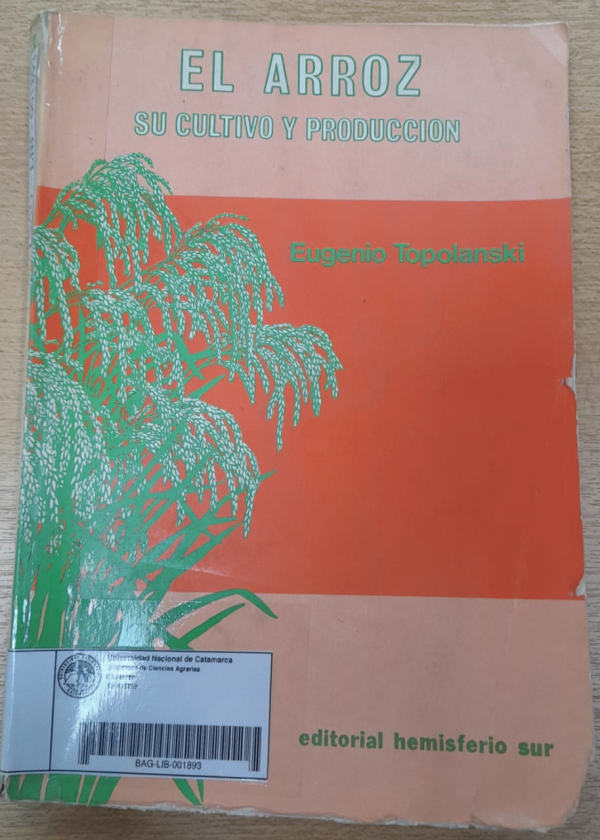 EL ARROZ
SU CULTIVO Y PRODUCCION
Eugenio Topolanski
Universidad Nacional de Catamarca
de Ciencias Agrarias
BAG-LIB-001893
editorial hemisferio sur